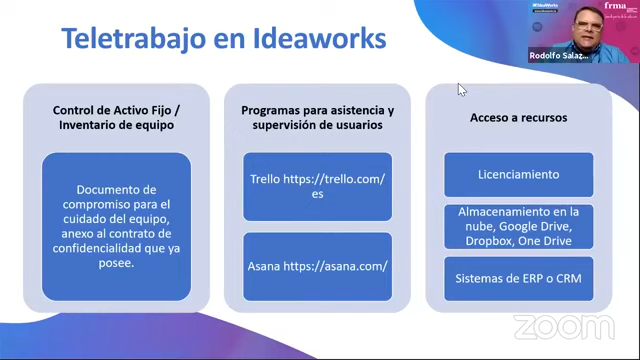 Teletrabajo en Ideaworks
frma
Rodolfo Salaz...
Control de Activo Fijo /
Inventario de equipo
Documento de
compromiso para el
cuidado del equipo,
anexo al contrato de
confidencialidad que ya
posee.
Programas para asistencia y
supervisión de usuarios
Trello https://trello.com/
es
Asana https://asana.com/
Acceso a recursos
Licenciamiento
Almacenamiento en la
nube, Google Drive,
Dropbox, One Drive
Sistemas de ERP o CRM
zoom